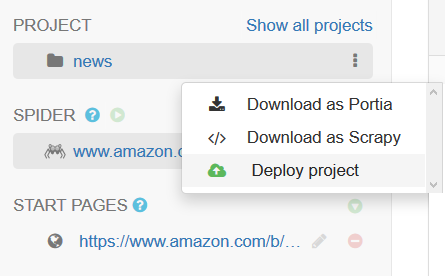 PROJECT Show all projects
news
Download as Portia
SPIDER ?
Download as Scrapy
www.amazon.c
Deploy project
START PAGES ?
https://www.amazon.com/b/...